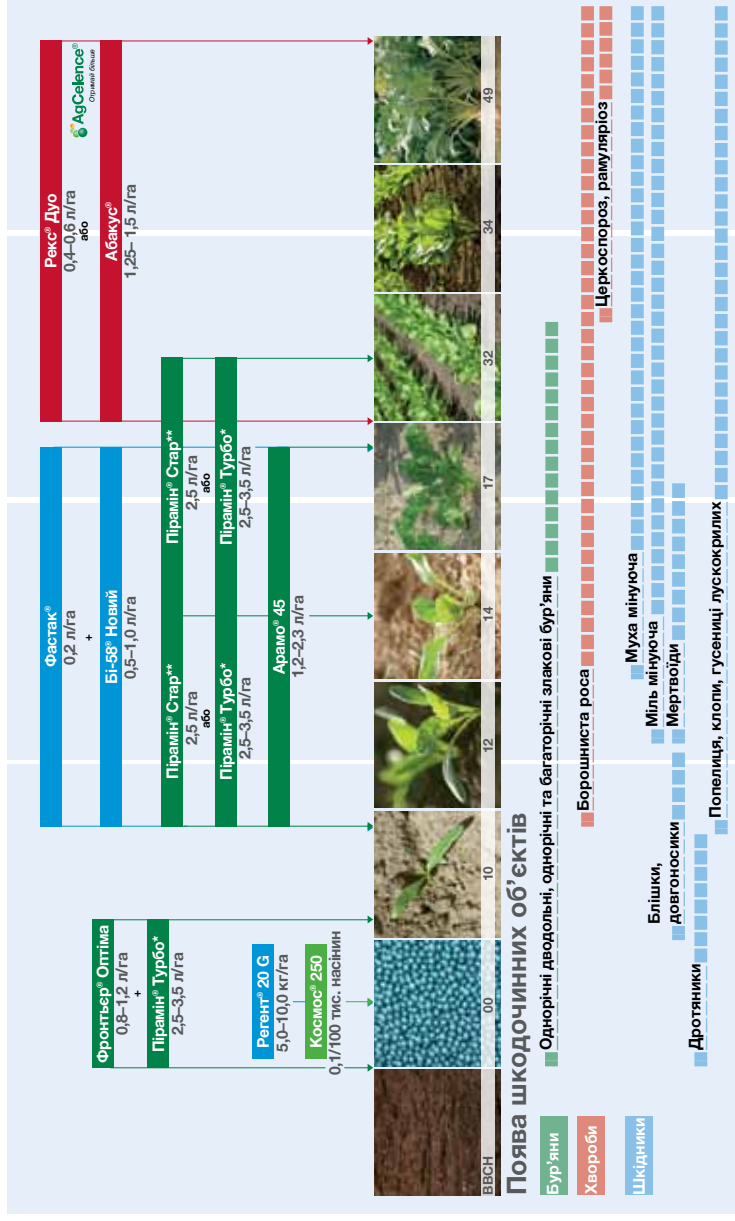 Фронтьєр® Оптіма
0,8–1,2 л/га
+
Пірамін® Турбо*
2,5–3,5 л/га
Регент® 20 G
5,0–10,0 кг/га
Космос® 250
0,1/100 тис. насінин
Фастак®
0,2 л/га
+
Бі-58® Новий
0,5–1,0 л/га
Пірамін® Стар**
2,5 л/га
або
Пірамін® Турбо*
2,5–3,5 л/га
Пірамін® Стар**
2,5 л/га
або
Пірамін® Турбо*
2,5–3,5 л/га
Арамо® 45
1,2–2,3 л/га
Рекс® Дуо
0,4–0,6 л/га
або
Абакус®
1,25– 1,5 л/га
AgCelence®
Отримай більше
BBCH 00 10 12 14 17 32 34 49
Поява шкодочинних об’єктів
Бур’яни
Однорічні дводольні, однорічні та багаторічні злакові бур’яни
Хвороби
Борошниста роса
Церкоспороз, рамуляріоз
Шкідники
Муха мінуюча
Міль мінуюча
Блішки,
довгоносики
Мертвоїди
Дротяники
Попелиця, клопи, гусениці лускокрилих